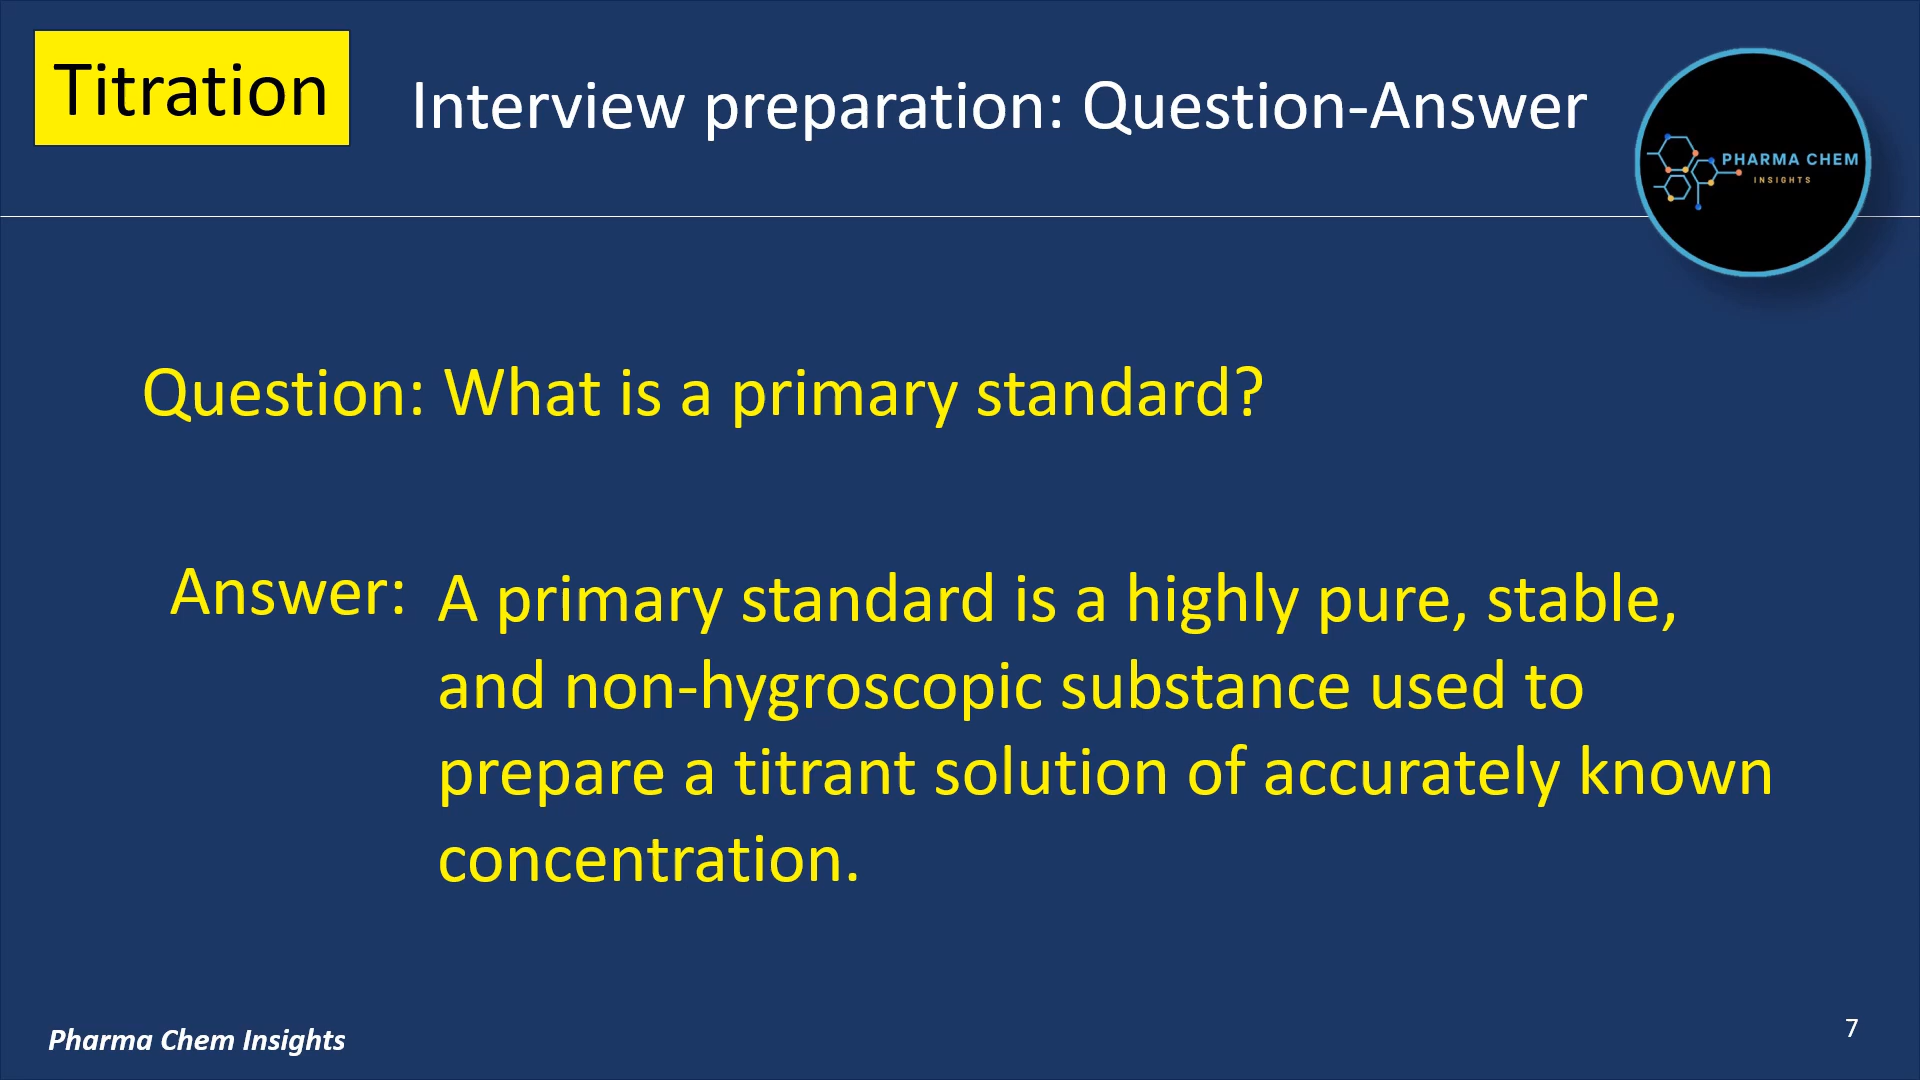 Titration
Interview preparation: Question-Answer
PHARMA CHEM
INSIGHTS
Question: What is a primary standard?
Answer: A primary standard is a highly pure, stable,
and non-hygroscopic substance used to
prepare a titrant solution of accurately known
concentration.
Pharma Chem Insights
7